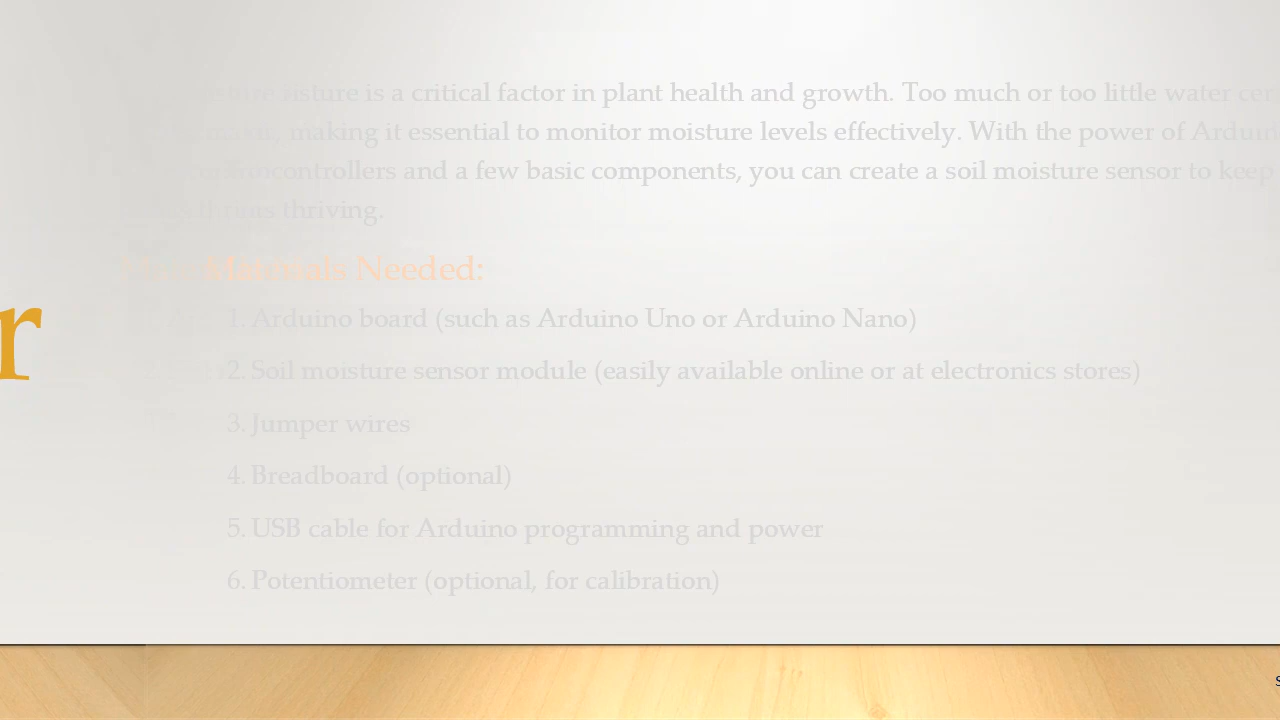 is a critical factor in plant health and growth. Too much or too little water
making it essential to monitor moisture levels effectively. With the power of
and a few basic components, you can create a soil moisture sensor to keep
thriving.
Materials Needed:
r
1. Arduino board (such as Arduino Uno or Arduino Nano)
2. Soil moisture sensor module (easily available online or at electronics stores)
3. Jumper wires
4. Breadboard (optional)
5. USB cable for Arduino programming and power
6. Potentiometer (optional, for calibration)